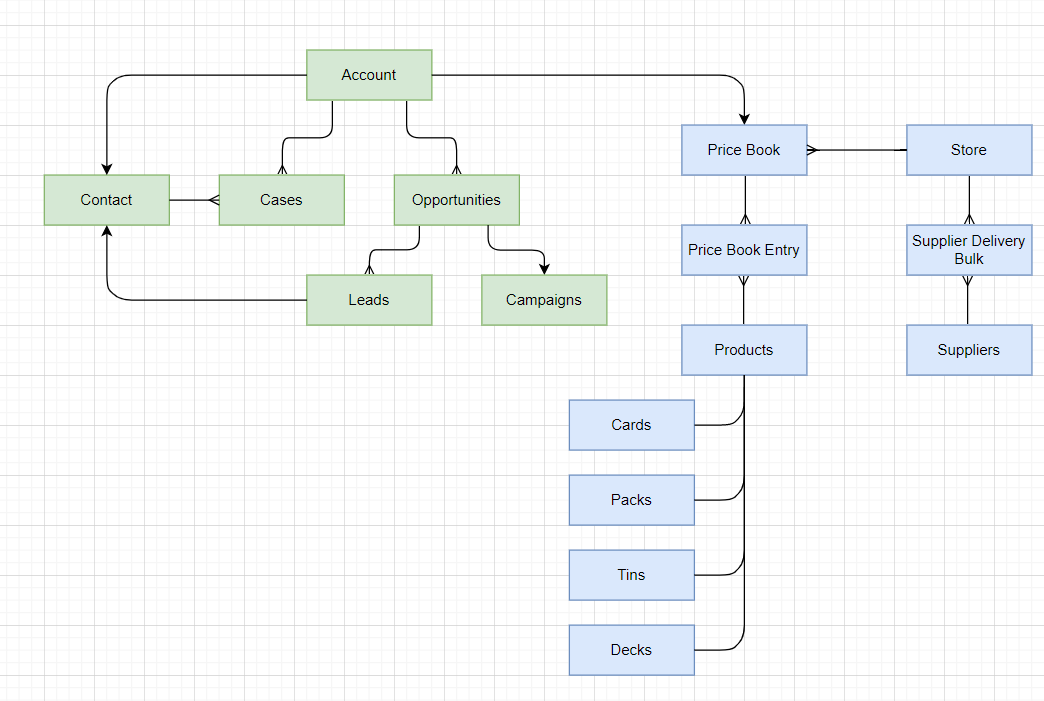 Account
Price Book
Store
Contact
Cases
Opportunities
Price Book Entry
Supplier Delivery
Bulk
Leads
Campaigns
Products
Suppliers
Cards
Packs
Tins
Decks